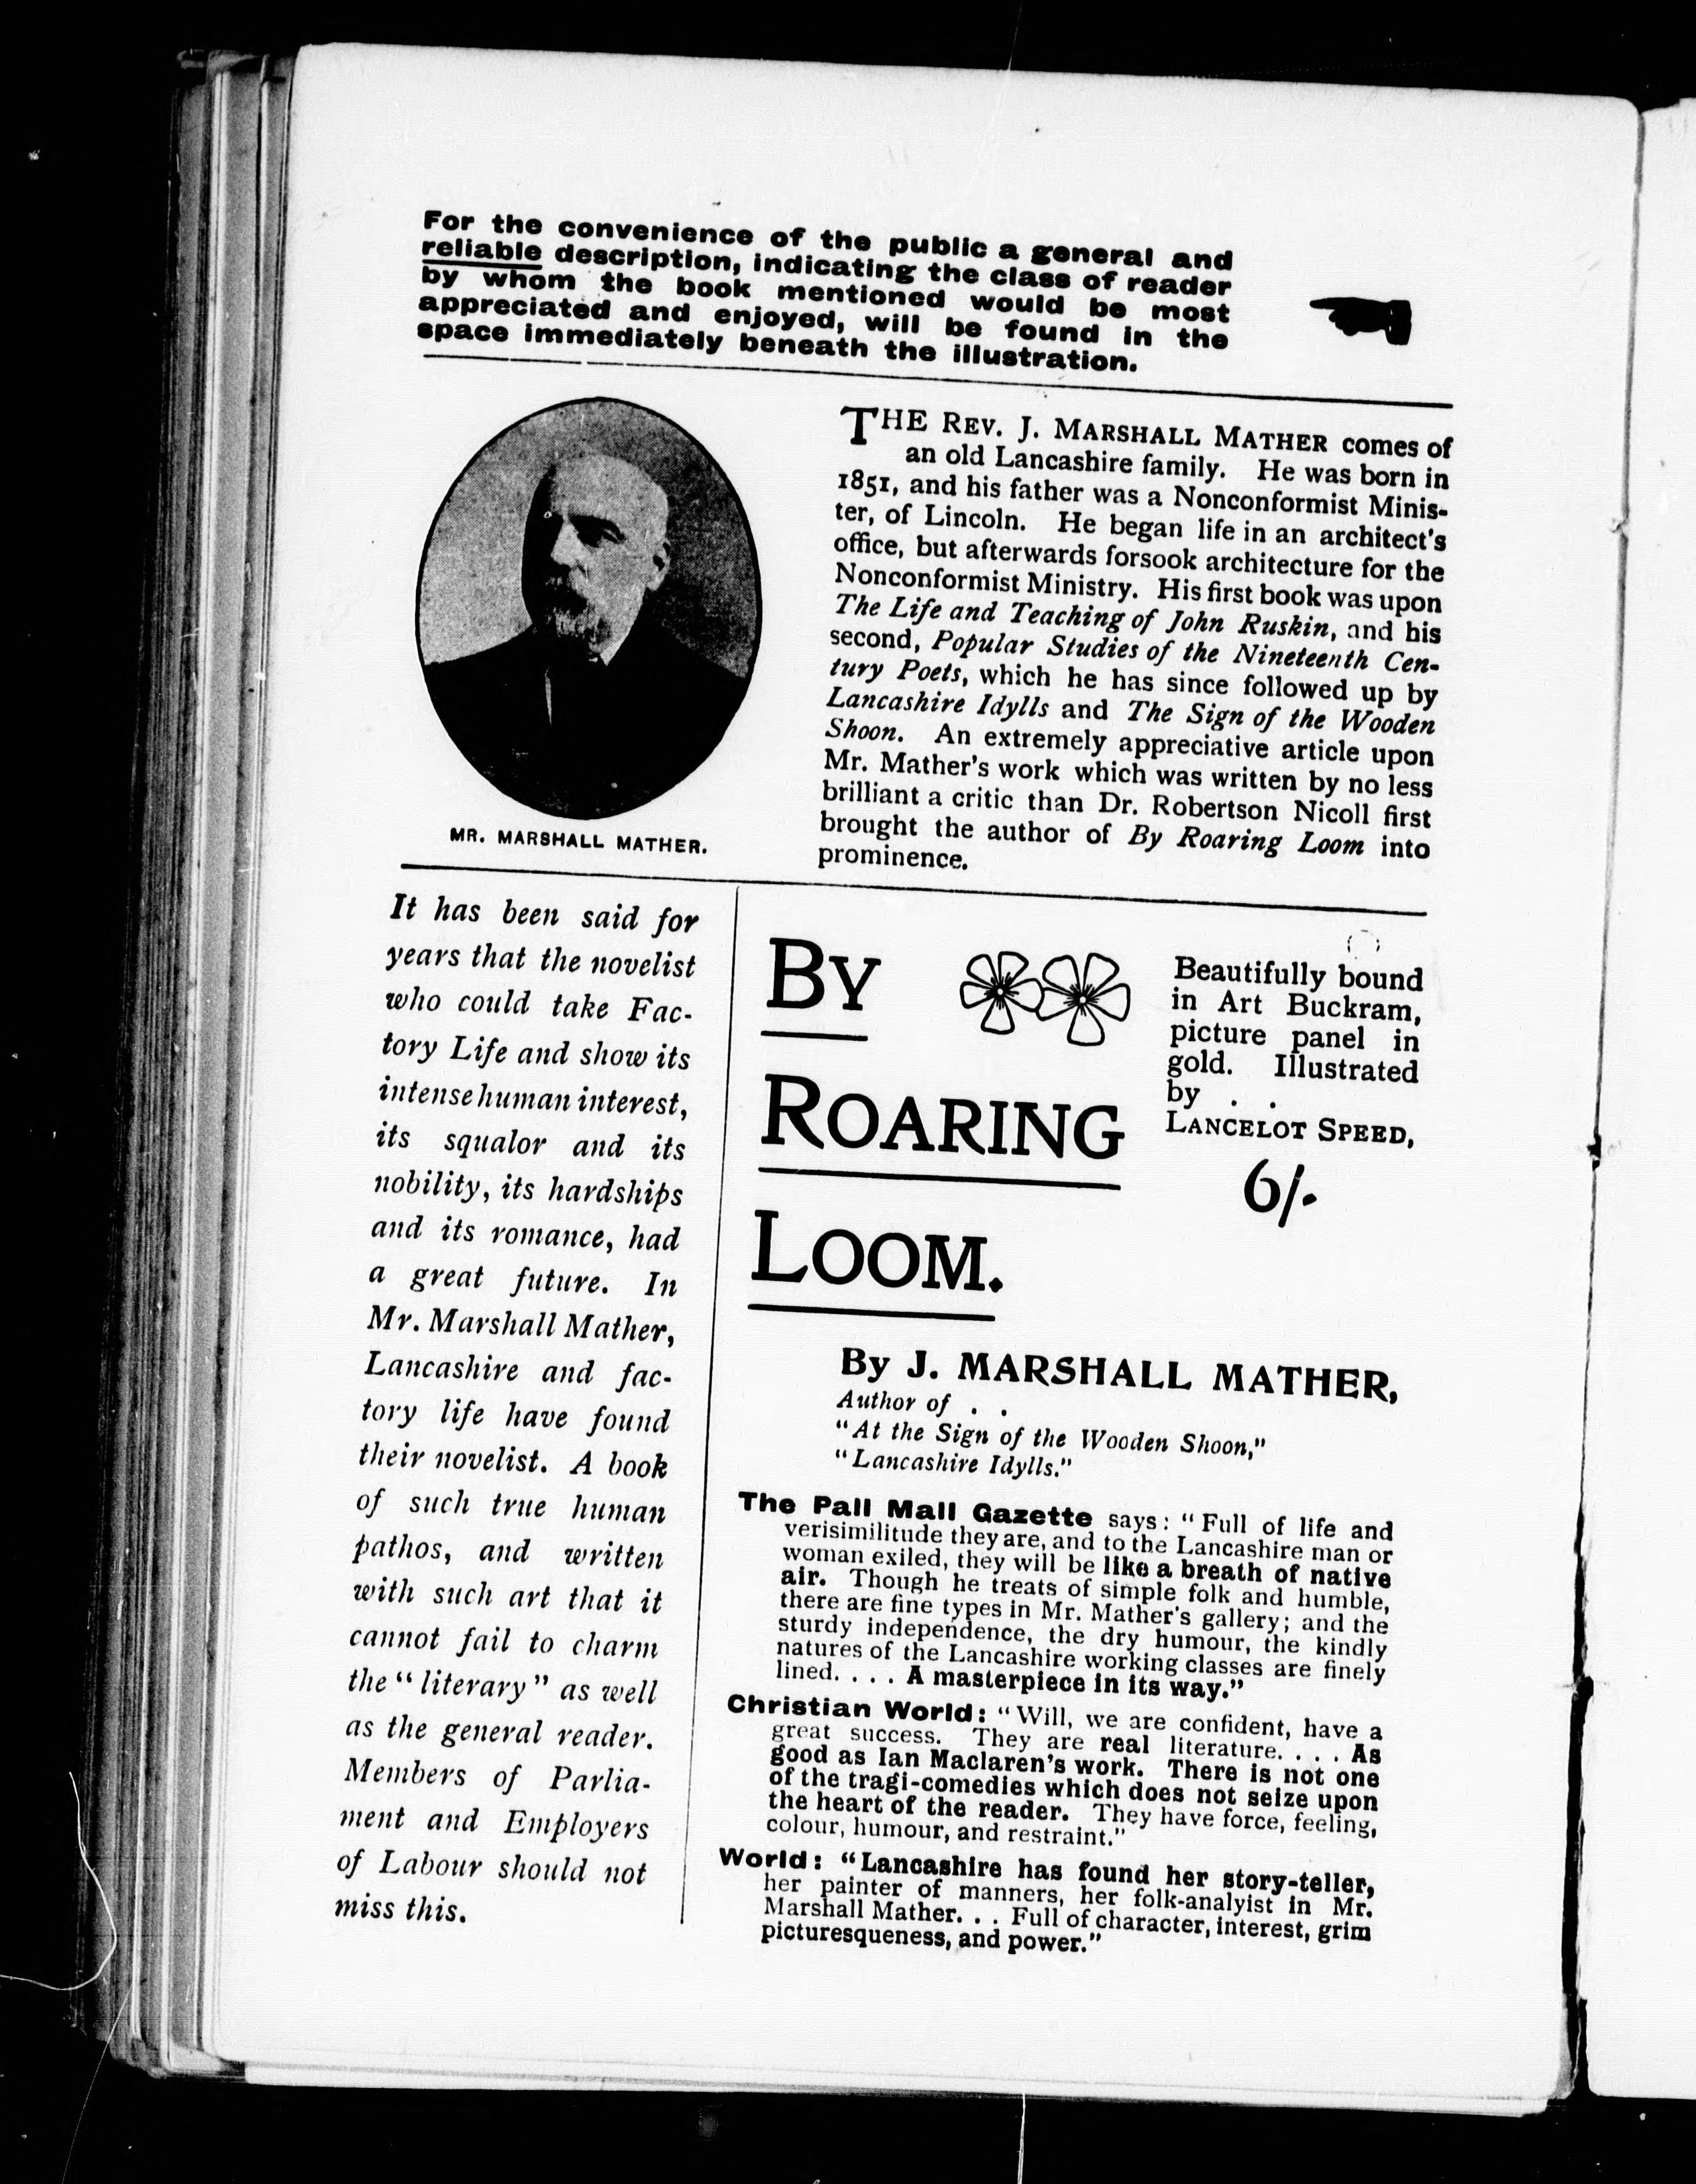 For the convenience of the public a general and
reliable description, indicating the class of reader
by whom the book mentioned would be most
appreciated and enjoyed, will be found in the
space immediately beneath the illustration.
MR. MARSHALL MATHER.
THE REV. J. MARSHALL MATHER comes of
an old Lancashire family. He was born in
1851, and his father was a Nonconformist Minis-
ter, of Lincoln. He began life in an architect's
office, but afterwards forsook architecture for the
Nonconformist Ministry. His first book was upon
The Life and Teaching of John Ruskin, and his
second, Popular Studies of the Nineteenth Cen-
tury Poets, which he has since followed up by
Lancashire Idylls and The Sign of the Wooden
Shoon. An extremely appreciative article upon
Mr. Mather's work which was written by no less
brilliant a critic than Dr. Robertson Nicoll first
brought the author of By Roaring Loom into
prominence.
It has been said for
years that the novelist
who could take Fac-
tory Life and show its
intense human interest,
its squalor and its
nobility, its hardships
and its romance, had
a great future. In
Mr. Marshall Mather,
Lancashire and fac-
tory life have found
their novelist. A book
of such true human
pathos, and written
with such art that it
cannot fail to charm
the "literary" as well
as the general reader.
Members of Parlia-
ment and Employers
of Labour should not
miss this.
BY
ROARING
LOOM.
Beautifully bound
in Art Buckram,
picture panel in
gold. Illustrated
by . .
LANCELOT SPEED,
6/-
By J. MARSHALL MATHER,
Author of . .
"At the Sign of the Wooden Shoon,"
"Lancashire Idylls."
The Pall Mall Gazette says: "Full of life and
verisimilitude they are, and to the Lancashire man or
woman exiled, they will be like a breath of native
air. Though he treats of simple folk and humble,
there are fine types in Mr. Mather's gallery; and the
sturdy independence, the dry humour, the kindly
natures of the Lancashire working classes are finely
lined. . . . A masterpiece in its way."
Christian World: "Will, we are confident, have a
great success. They are real literature. . . . As
good as Ian Maclaren's work. There is not one
of the tragi-comedies which does not seize upon
the heart of the reader. They have force, feeling,
colour, humour, and restraint."
World: "Lancashire has found her story-teller,
her painter of manners, her folk-analyist in Mr.
Marshall Mather. . . Full of character, interest, grim
picturesqueness, and power."